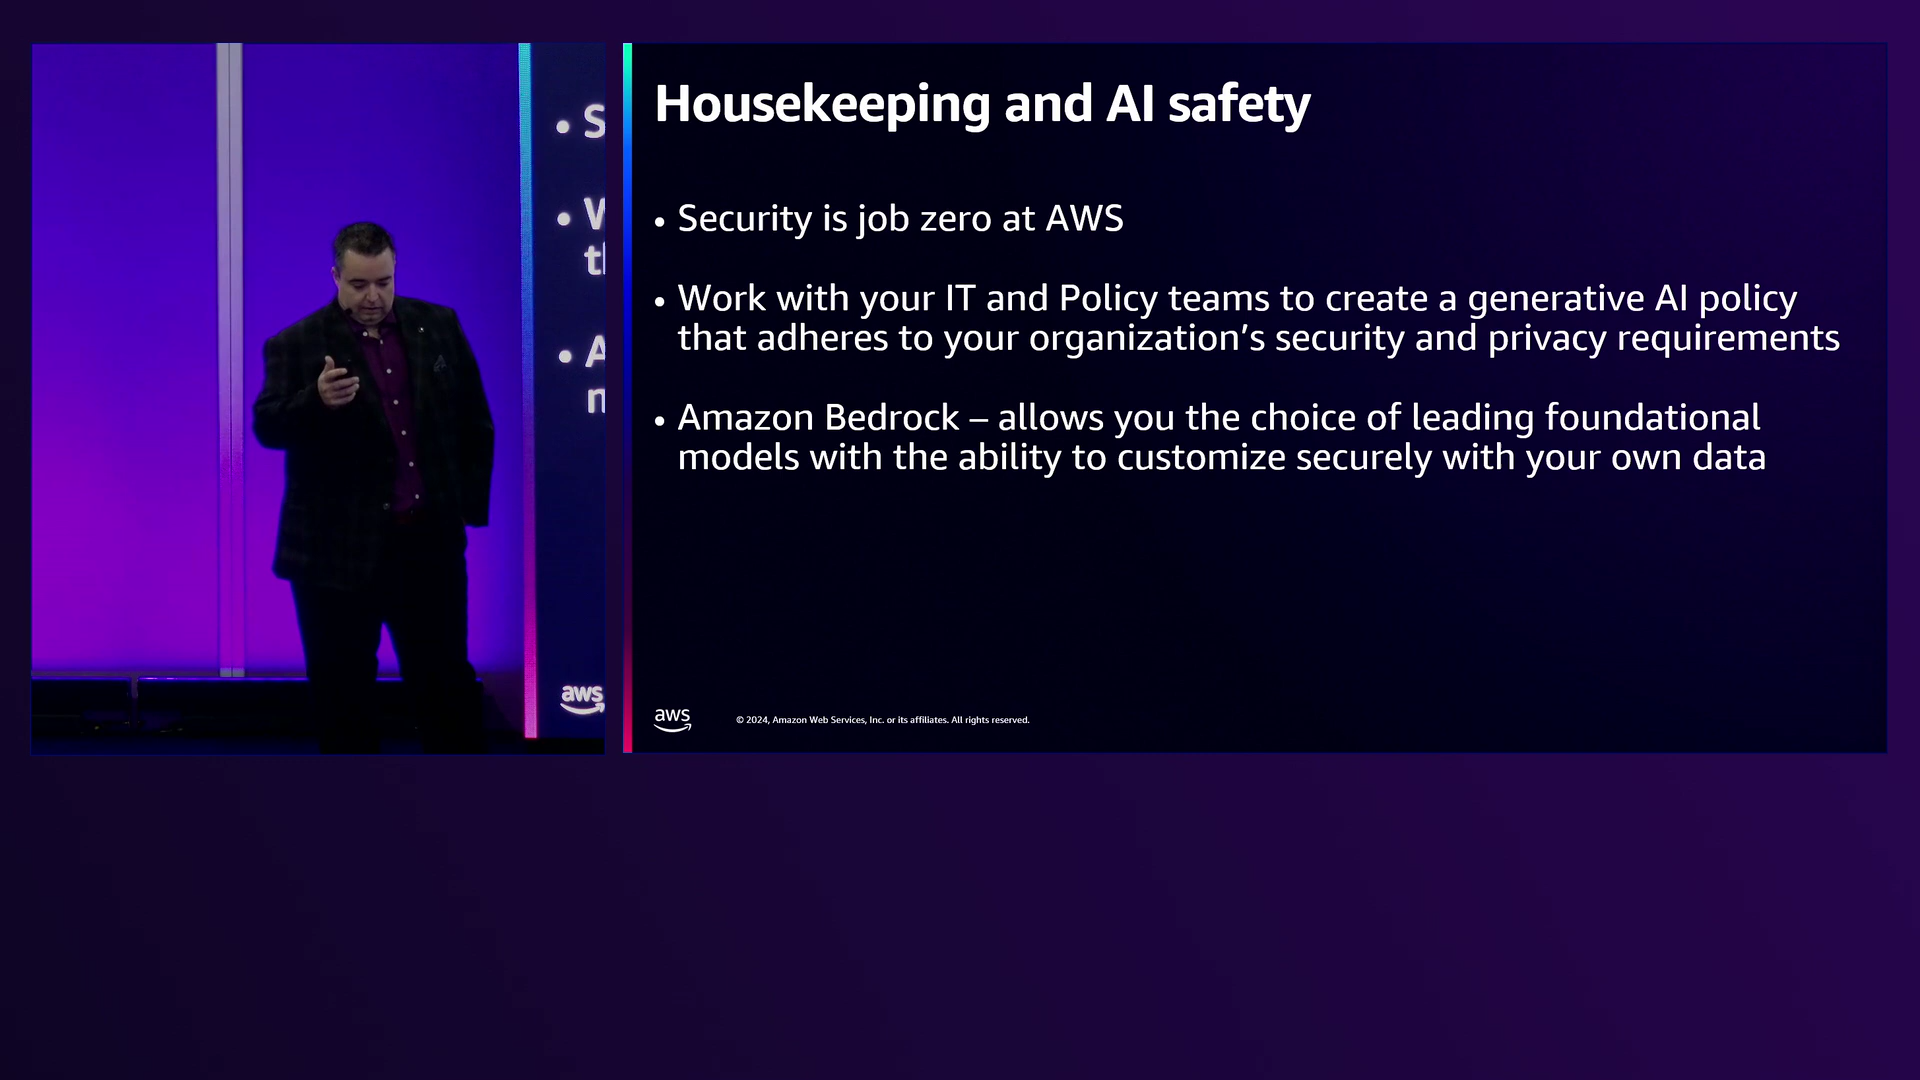 • S
• W
th
• A
m
aws
Housekeeping and AI safety
• Security is job zero at AWS
• Work with your IT and Policy teams to create a generative AI policy
that adheres to your organization’s security and privacy requirements
• Amazon Bedrock – allows you the choice of leading foundational
models with the ability to customize securely with your own data
aws
© 2024, Amazon Web Services, Inc. or its affiliates. All rights reserved.